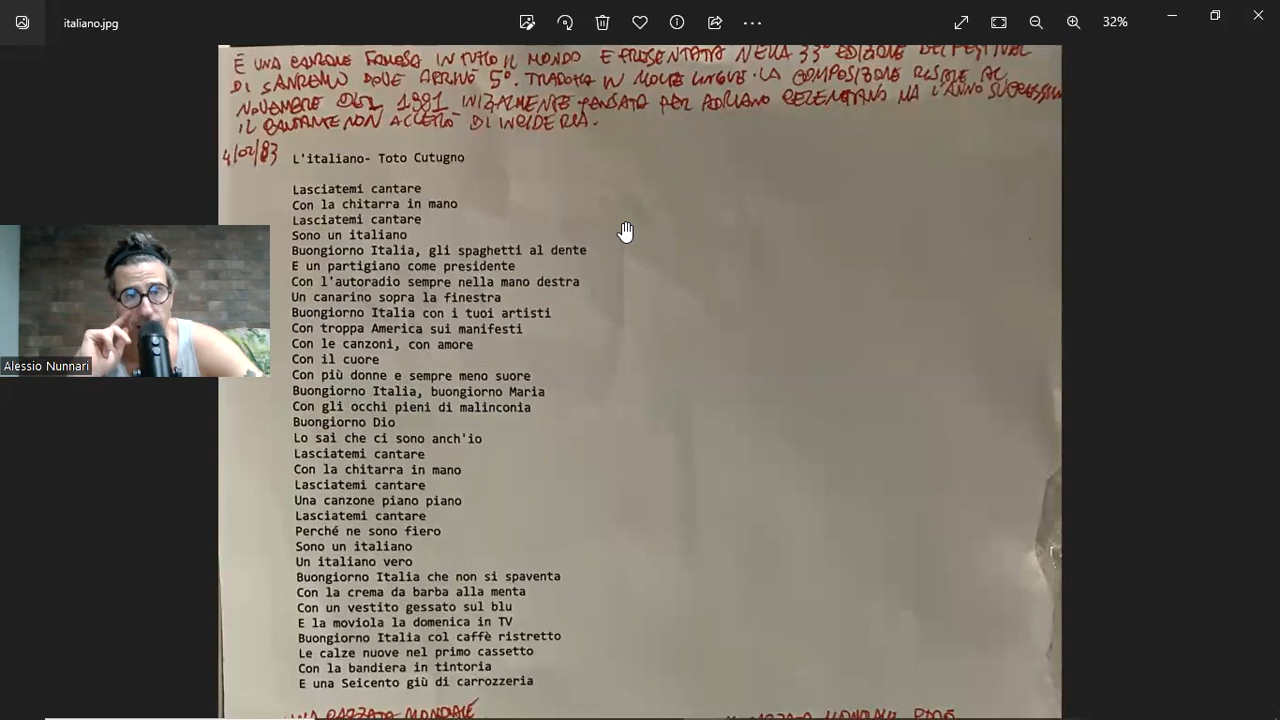 italiano.jpg
32%
È UNA CANZONE FAMOSA IN TUTTO IL MONDO E PRESENTATA NELLA 33° EDIZIONE DEL FESTIVAL
DI SANREMO DOVE ARRIVÒ 5°. TRADOTTA IN MOLTE LINGUE. LA COMPOSIZIONE RISALE AL
NOVEMBRE DEL 1981 INIZIALMENTE PENSATA PER ADRIANO CELENTANO MA L'ANNO SUCCESSIVO
IL CANTANTE NON ACCETTÒ DI INCIDERLA.
4/02/83
L'italiano- Toto Cutugno
Lasciatemi cantare
Con la chitarra in mano
Lasciatemi cantare
Sono un italiano
Buongiorno Italia, gli spaghetti al dente
E un partigiano come presidente
Con l'autoradio sempre nella mano destra
Un canarino sopra la finestra
Buongiorno Italia con i tuoi artisti
Con troppa America sui manifesti
Con le canzoni, con amore
Con il cuore
Con più donne e sempre meno suore
Buongiorno Italia, buongiorno Maria
Con gli occhi pieni di malinconia
Buongiorno Dio
Lo sai che ci sono anch'io
Lasciatemi cantare
Con la chitarra in mano
Lasciatemi cantare
Una canzone piano piano
Lasciatemi cantare
Perché ne sono fiero
Sono un italiano
Un italiano vero
Buongiorno Italia che non si spaventa
Con la crema da barba alla menta
Con un vestito gessato sul blu
E la moviola la domenica in TV
Buongiorno Italia col caffè ristretto
Le calze nuove nel primo cassetto
Con la bandiera in tintoria
E una Seicento giù di carrozzeria
Alessio Nunnari
MONDIALE